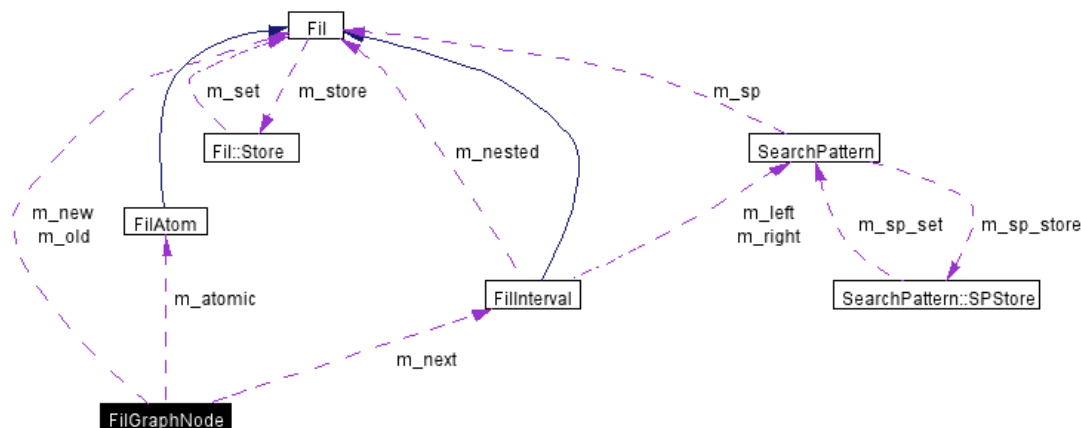 Fil
m_set
m_store
m_sp
Fil::Store
m_nested
SearchPattern
m_new
m_old
FilAtom
m_left
m_right
m_sp_set
m_sp_store
m_atomic
FilInterval
SearchPattern::SPStore
m_next
FilGraphNode